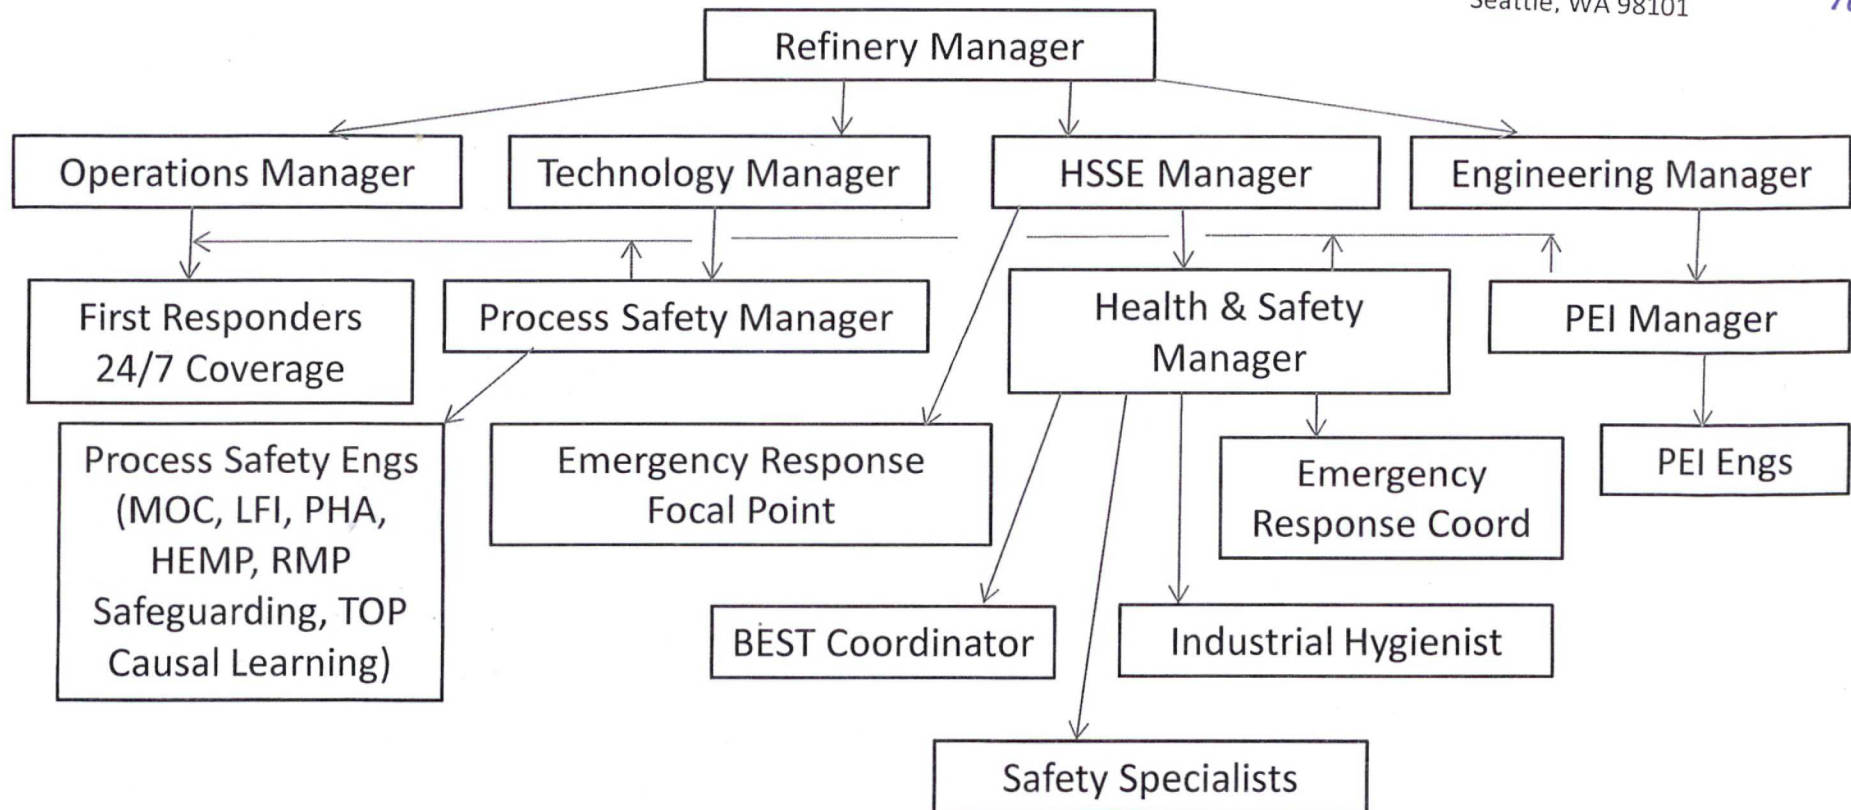 Seattle, WA 98101
Refinery Manager
Operations Manager
Technology Manager
HSSE Manager
Engineering Manager
First Responders
24/7 Coverage
Process Safety Manager
Health & Safety
Manager
PEI Manager
Process Safety Engs
(MOC, LFI, PHA,
HEMP, RMP
Safeguarding, TOP
Causal Learning)
Emergency Response
Focal Point
Emergency
Response Coord
PEI Engs
BEST Coordinator
Industrial Hygienist
Safety Specialists